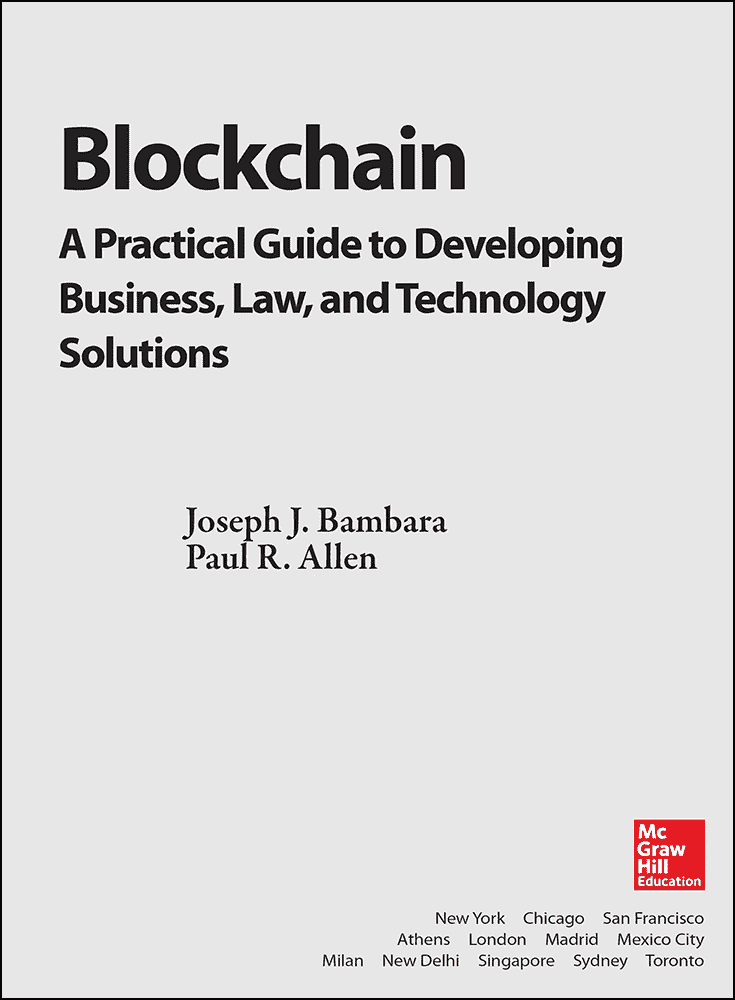 Blockchain
A Practical Guide to Developing
Business, Law, and Technology
Solutions
Joseph J. Bambara
Paul R. Allen
Mc
Graw
Hill
Education
New York Chicago San Francisco
Athens London Madrid Mexico City
Milan New Delhi Singapore Sydney Toronto